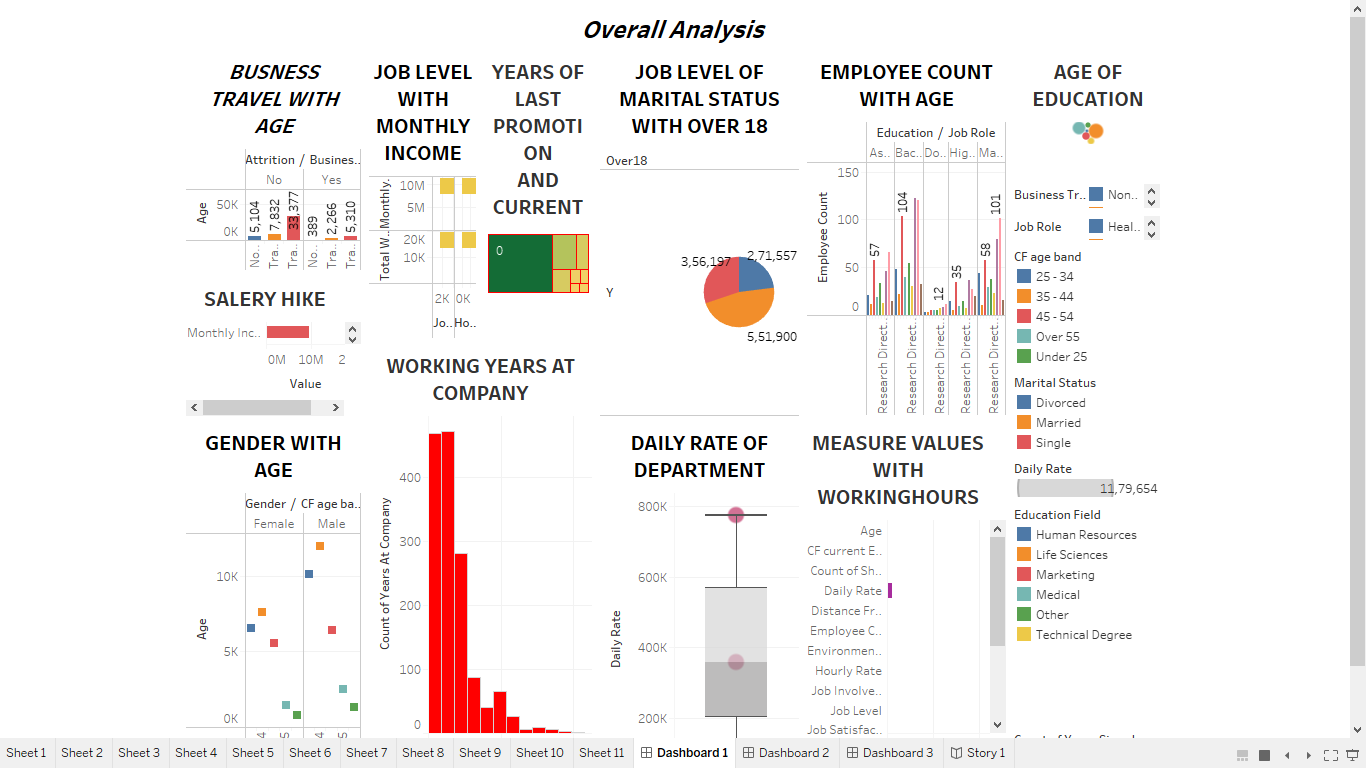 Overall Analysis
BUSNESS
TRAVEL WITH
AGE
Attrition / Busines..
No
Yes
Age
50K
0K
5,104
7,832
33,377
389
2,266
5,310
No..
Tra..
Tra..
No..
Tra..
Tra..
JOB LEVEL
WITH
MONTHLY
INCOME
Monthly..
10M
5M
Total W..
20K
10K
2K
0K
Jo..
Ho..
YEARS OF
LAST
PROMOTI
ON
AND
CURRENT
0
JOB LEVEL OF
MARITAL STATUS
WITH OVER 18
Over18
Y
3,56,197
2,71,557
5,51,900
EMPLOYEE COUNT
WITH AGE
Education / Job Role
As..
Bac..
Do..
Hig..
Ma..
Employee Count
150
100
50
0
57
104
12
35
58
101
Research Direct..
Research Direct..
Research Direct..
Research Direct..
Research Direct..
AGE OF
EDUCATION
Business Tr..
Non..
Job Role
Heal..
CF age band
25 - 34
35 - 44
45 - 54
Over 55
Under 25
Marital Status
Divorced
Married
Single
Daily Rate
11,79,654
Education Field
Human Resources
Life Sciences
Marketing
Medical
Other
Technical Degree
SALERY HIKE
Monthly Inc..
0M
10M
2
Value
WORKING YEARS AT
COMPANY
Count of Years At Company
400
300
200
100
0
GENDER WITH
AGE
Gender / CF age ba..
Female
Male
Age
10K
5K
0K
DAILY RATE OF
DEPARTMENT
Daily Rate
800K
600K
400K
200K
MEASURE VALUES
WITH
WORKINGHOURS
Age
CF current E..
Count of Sh..
Daily Rate
Distance Fr..
Employee C..
Environmen..
Hourly Rate
Job Involve..
Job Level
Job Satisfac..
Sheet 1
Sheet 2
Sheet 3
Sheet 4
Sheet 5
Sheet 6
Sheet 7
Sheet 8
Sheet 9
Sheet 10
Sheet 11
Dashboard 1
Dashboard 2
Dashboard 3
Story 1